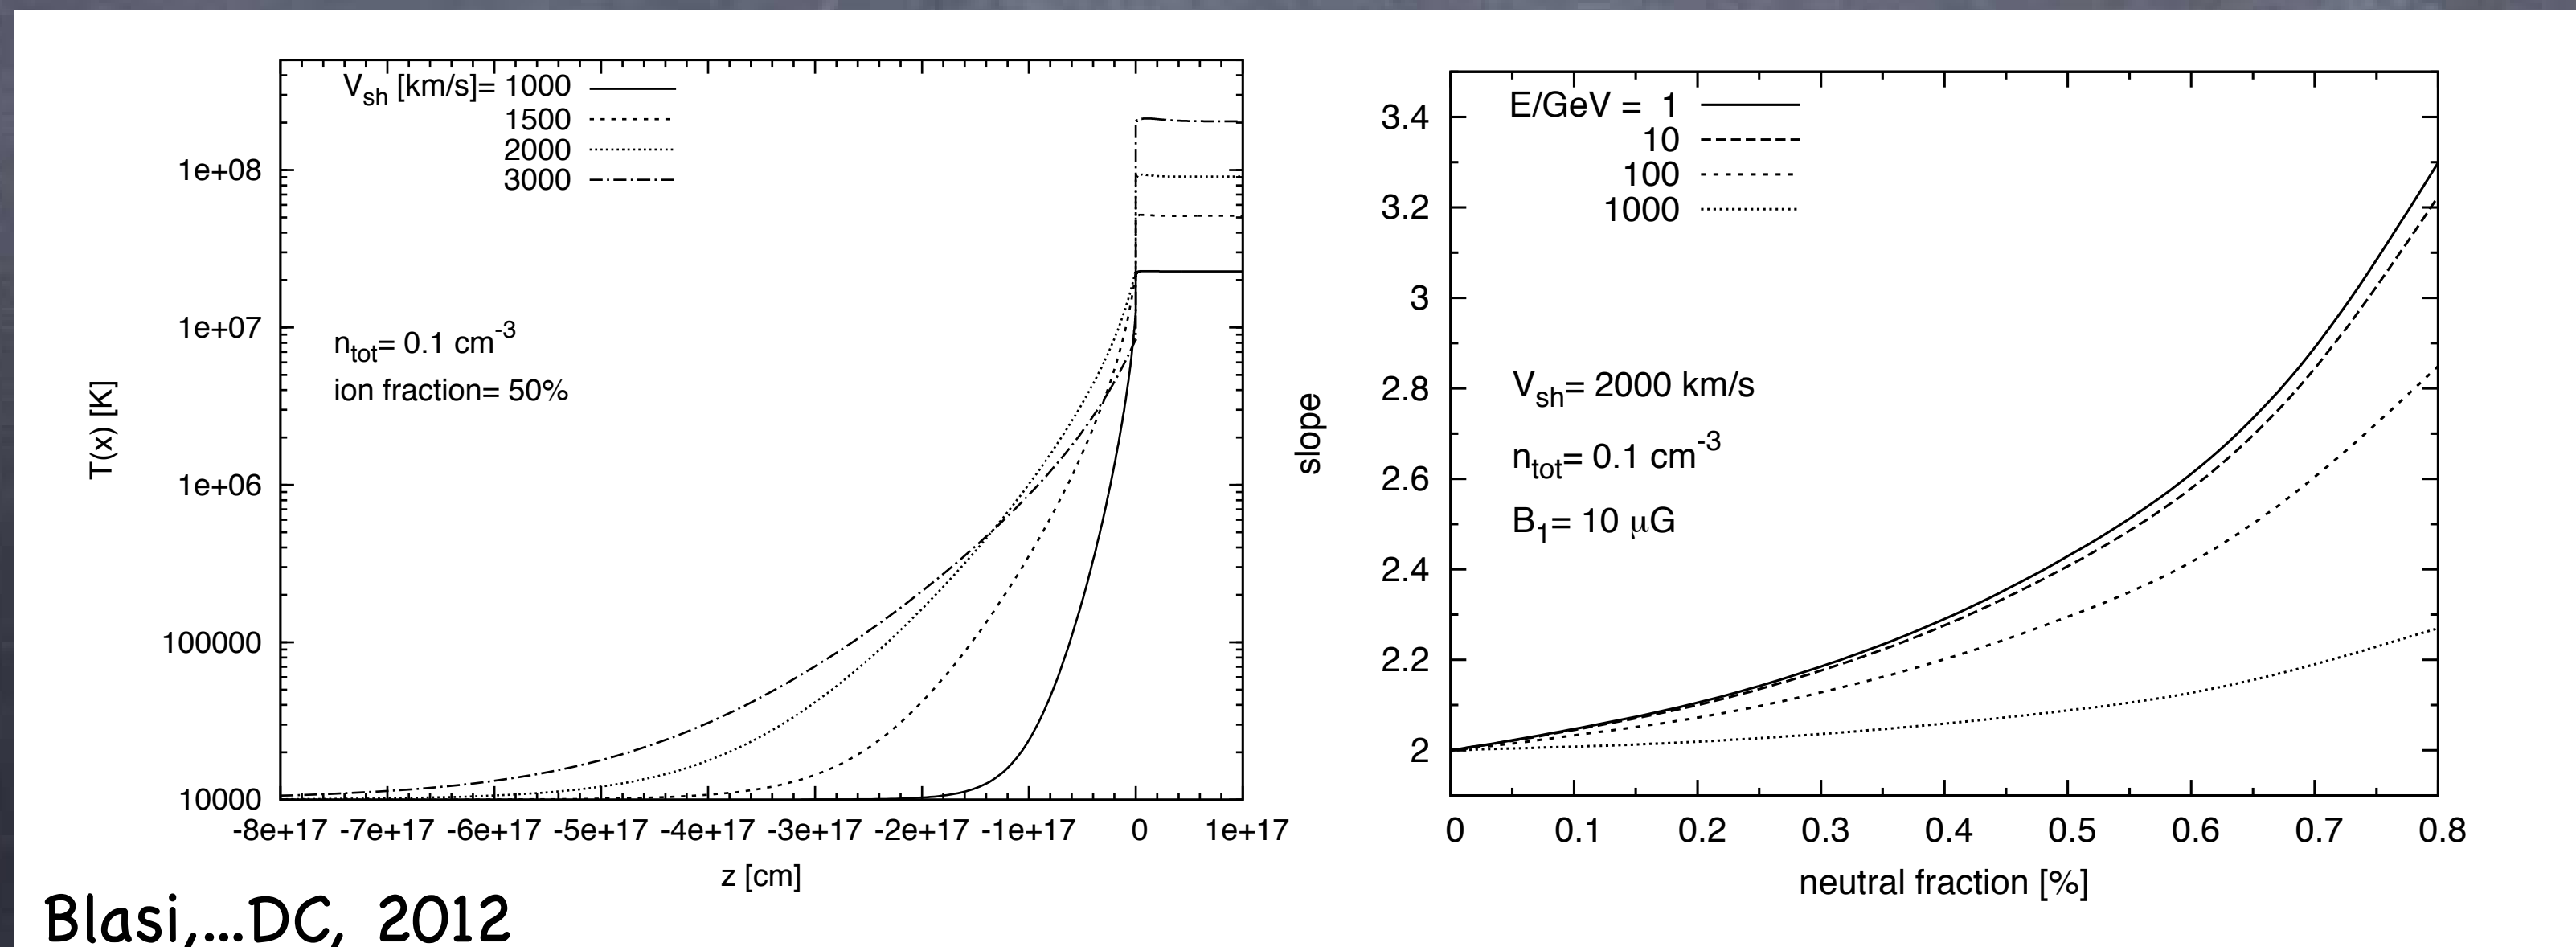 V_sh [km/s]= 1000
1500
2000
3000
n_tot= 0.1 cm^-3
ion fraction= 50%
T(x) [K]
1e+08
1e+07
1e+06
100000
10000
-8e+17 -7e+17 -6e+17 -5e+17 -4e+17 -3e+17 -2e+17 -1e+17 0 1e+17
z [cm]
E/GeV = 1
10
100
1000
V_sh= 2000 km/s
n_tot= 0.1 cm^-3
B_1= 10 μG
slope
3.4
3.2
3
2.8
2.6
2.4
2.2
2
0 0.1 0.2 0.3 0.4 0.5 0.6 0.7 0.8
neutral fraction [%]
Blasi,...DC, 2012